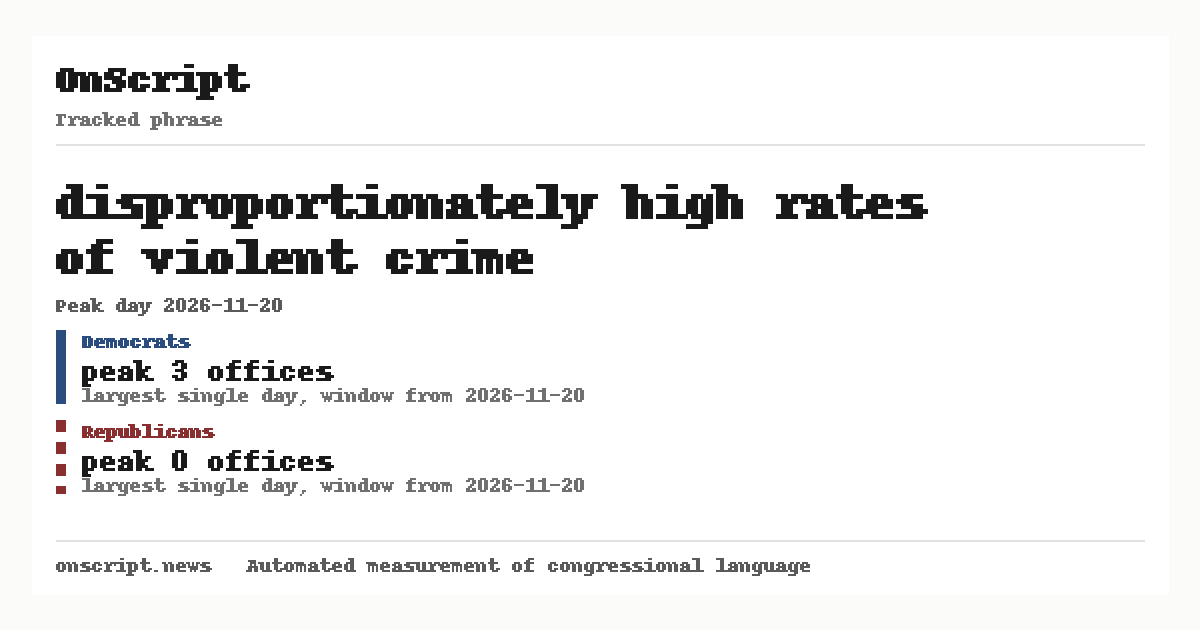 OnScript
Tracked phrase
disproportionately high rates
of violent crime
Peak day 2026-11-20
Democrats
peak 3 offices
largest single day, window from 2026-11-20
Republicans
peak 0 offices
largest single day, window from 2026-11-20
onscript.news Automated measurement of congressional language